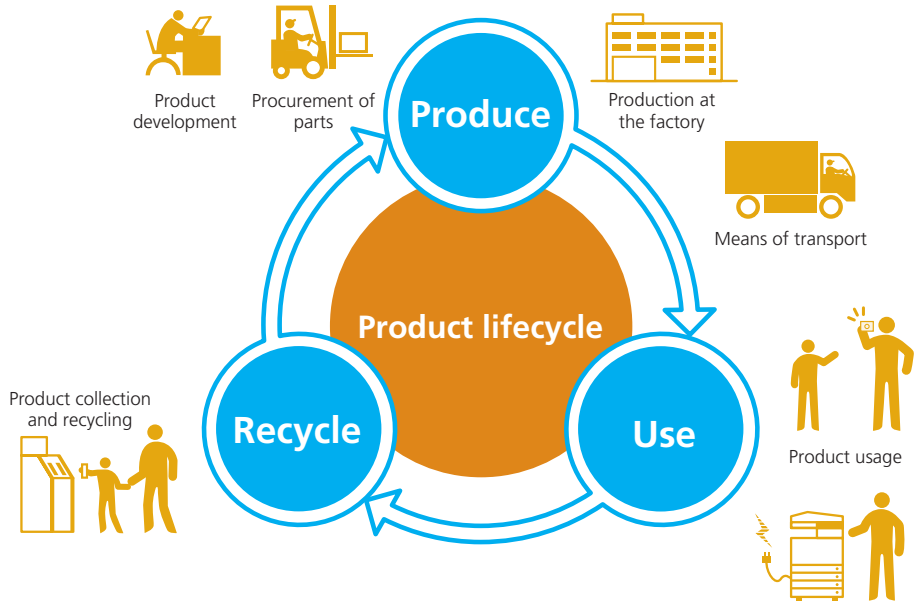 Product
development
Procurement of
parts
Produce
Production at
the factory
Means of transport
Product lifecycle
Product collection
and recycling
Recycle
Use
Product usage